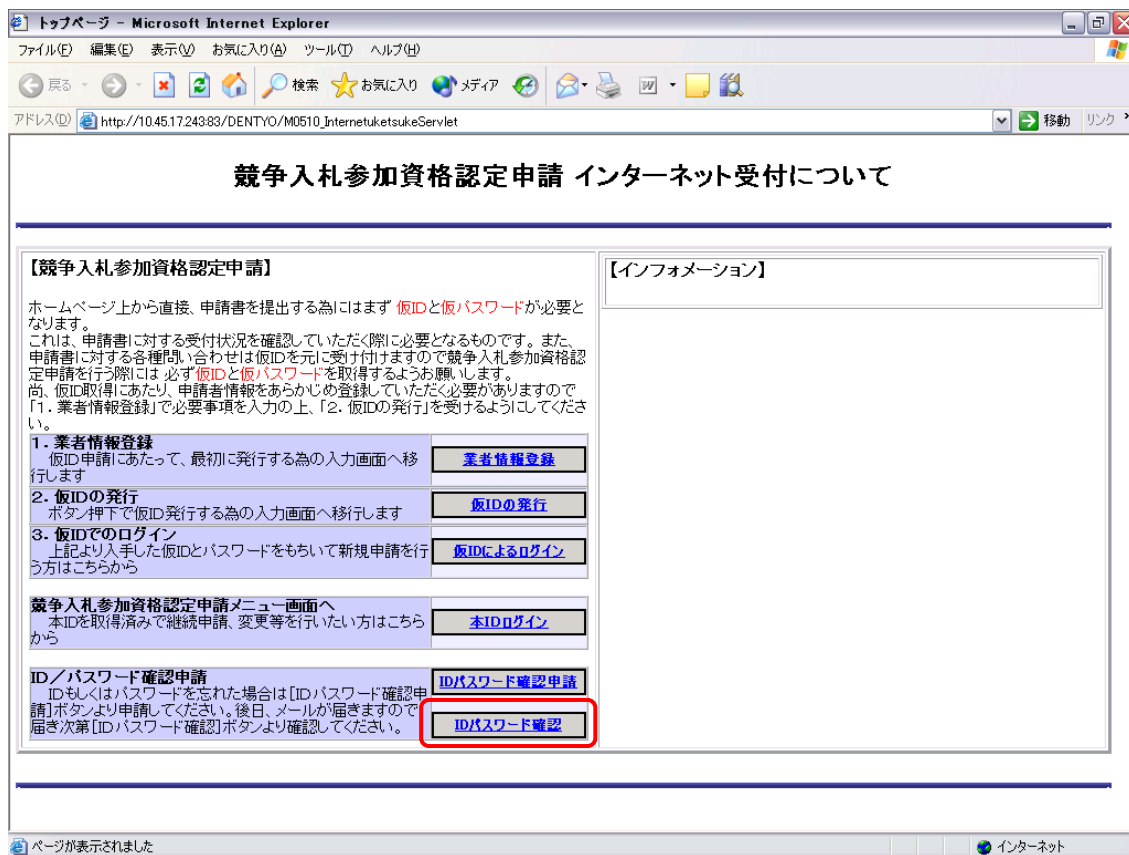 トップページ - Microsoft Internet Explorer
ファイル(F) 編集(E) 表示(V) お気に入り(A) ツール(T) ヘルプ(H)
戻る 検索 お気に入り メディア
アドレス(D) http://10.45.17.243:83/DENTYO/M0510_InternetuketsukeServlet 移動 リンク
競争入札参加資格認定申請 インターネット受付について
【競争入札参加資格認定申請】
ホームページ上から直接、申請書を提出する為にはまず 仮IDと仮パスワードが必要と
なります。
これは、申請書に対する受付状況を確認していただく際に必要となるものです。また、
申請書に対する各種問い合わせは仮IDを元に受け付けますので競争入札参加資格認
定申請を行う際には 必ず仮IDと仮パスワードを取得するようお願いします。
尚、仮ID取得にあたり、申請者情報をあらかじめ登録していただく必要がありますので
「1．業者情報登録」で必要事項を入力の上、「2．仮IDの発行」を受けるようにしてくださ
い。
1．業者情報登録
仮ID申請にあたって、最初に発行する為の入力画面へ移
行します
業者情報登録
2．仮IDの発行
ボタン押下で仮ID発行する為の入力画面へ移行します
仮IDの発行
3．仮IDでのログイン
上記より入手した仮IDとパスワードをもちいて新規申請を行
う方はこちらから
仮IDによるログイン
競争入札参加資格認定申請メニュー画面へ
本IDを取得済みで継続申請、変更等を行いたい方はこちら
から
本IDログイン
ID／パスワード確認申請
IDもしくはパスワードを忘れた場合は[IDパスワード確認申
請]ボタンより申請してください。後日、メールが届きますので
届き次第[IDパスワード確認]ボタンより確認してください。
IDパスワード確認申請
IDパスワード確認
【インフォメーション】
ページが表示されました インターネット